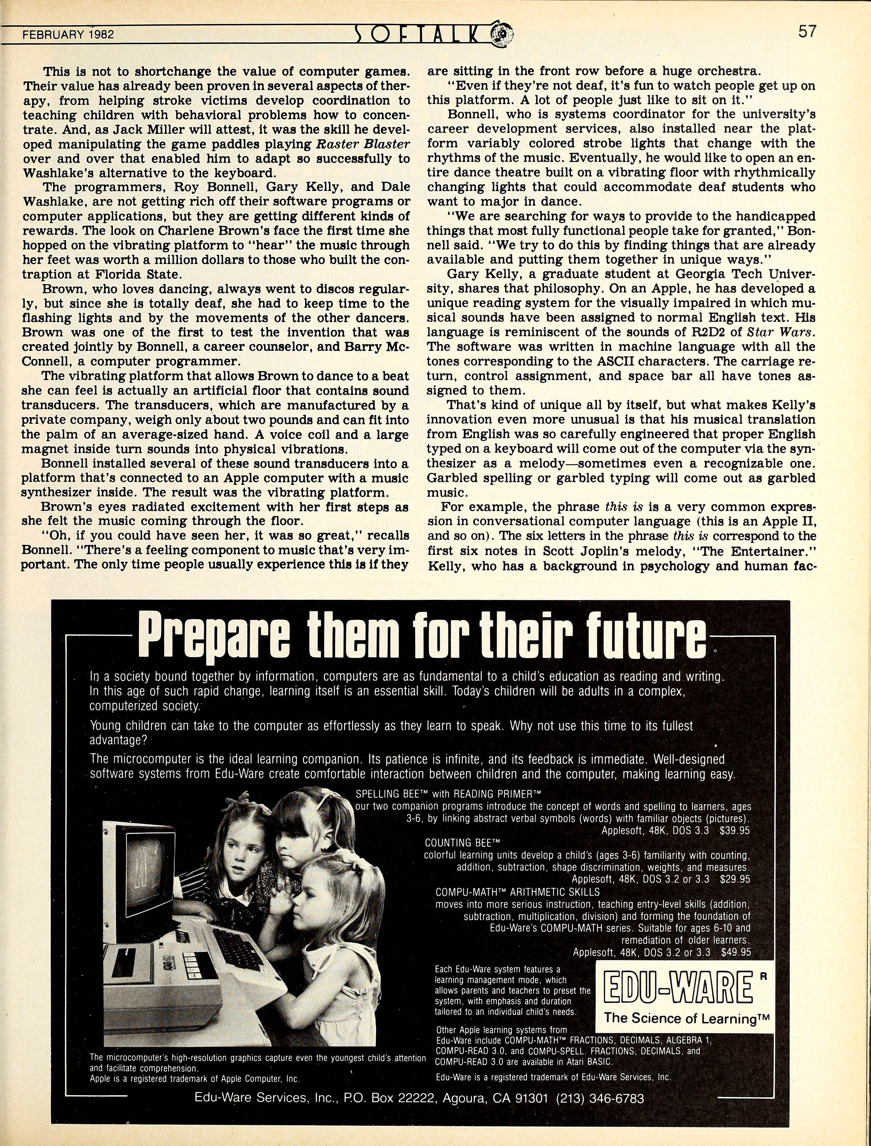 FEBRUARY 1982
SOFTALK
57
This is not to shortchange the value of computer games.
Their value has already been proven in several aspects of ther-
apy, from helping stroke victims develop coordination to
teaching children with behavioral problems how to concen-
trate. And, as Jack Miller will attest, it was the skill he devel-
oped manipulating the game paddles playing Raster Blaster
over and over that enabled him to adapt so successfully to
Washlake's alternative to the keyboard.
The programmers, Roy Bonnell, Gary Kelly, and Dale
Washlake, are not getting rich off their software programs or
computer applications, but they are getting different kinds of
rewards. The look on Charlene Brown's face the first time she
hopped on the vibrating platform to "hear" the music through
her feet was worth a million dollars to those who built the con-
traption at Florida State.
Brown, who loves dancing, always went to discos regular-
ly, but since she is totally deaf, she had to keep time to the
flashing lights and by the movements of the other dancers.
Brown was one of the first to test the invention that was
created jointly by Bonnell, a career counselor, and Barry Mc-
Connell, a computer programmer.
The vibrating platform that allows Brown to dance to a beat
she can feel is actually an artificial floor that contains sound
transducers. The transducers, which are manufactured by a
private company, weigh only about two pounds and can fit into
the palm of an average-sized hand. A voice coil and a large
magnet inside turn sounds into physical vibrations.
Bonnell installed several of these sound transducers into a
platform that's connected to an Apple computer with a music
synthesizer inside. The result was the vibrating platform.
Brown's eyes radiated excitement with her first steps as
she felt the music coming through the floor.
"Oh, if you could have seen her, it was so great," recalls
Bonnell. "There's a feeling component to music that's very im-
portant. The only time people usually experience this is if they
are sitting in the front row before a huge orchestra.
"Even if they're not deaf, it's fun to watch people get up on
this platform. A lot of people just like to sit on it."
Bonnell, who is systems coordinator for the university's
career development services, also installed near the plat-
form variably colored strobe lights that change with the
rhythms of the music. Eventually, he would like to open an en-
tire dance theatre built on a vibrating floor with rhythmically
changing lights that could accommodate deaf students who
want to major in dance.
"We are searching for ways to provide to the handicapped
things that most fully functional people take for granted," Bon-
nell said. "We try to do this by finding things that are already
available and putting them together in unique ways."
Gary Kelly, a graduate student at Georgia Tech Univer-
sity, shares that philosophy. On an Apple, he has developed a
unique reading system for the visually impaired in which mu-
sical sounds have been assigned to normal English text. His
language is reminiscent of the sounds of R2D2 of Star Wars.
The software was written in machine language with all the
tones corresponding to the ASCII characters. The carriage re-
turn, control assignment, and space bar all have tones as-
signed to them.
That's kind of unique all by itself, but what makes Kelly's
innovation even more unusual is that his musical translation
from English was so carefully engineered that proper English
typed on a keyboard will come out of the computer via the syn-
thesizer as a melody—sometimes even a recognizable one.
Garbled spelling or garbled typing will come out as garbled
music.
For example, the phrase this is is a very common expres-
sion in conversational computer language (this is an Apple II,
and so on). The six letters in the phrase this is correspond to the
first six notes in Scott Joplin's melody, "The Entertainer."
Kelly, who has a background in psychology and human fac-
Prepare them for their future
In a society bound together by information, computers are as fundamental to a child's education as reading and writing.
In this age of such rapid change, learning itself is an essential skill. Today's children will be adults in a complex,
computerized society.
Young children can take to the computer as effortlessly as they learn to speak. Why not use this time to its fullest
advantage?
The microcomputer is the ideal learning companion. Its patience is infinite, and its feedback is immediate. Well-designed
software systems from Edu-Ware create comfortable interaction between children and the computer, making learning easy.
SPELLING BEE™ with READING PRIMER™
our two companion programs introduce the concept of words and spelling to learners, ages
3-6, by linking abstract verbal symbols (words) with familiar objects (pictures).
Applesoft, 48K, DOS 3.3 $39.95
COUNTING BEE™
colorful learning units develop a child's (ages 3-6) familiarity with counting,
addition, subtraction, shape discrimination, weights, and measures.
Applesoft, 48K, DOS 3.2 or 3.3 $29.95
COMPU-MATH™ ARITHMETIC SKILLS
moves into more serious instruction, teaching entry-level skills (addition,
subtraction, multiplication, division) and forming the foundation of
Edu-Ware's COMPU-MATH series. Suitable for ages 6-10 and
remediation of older learners.
Applesoft, 48K, DOS 3.2 or 3.3 $49.95
Each Edu-Ware system features a
learning management mode, which
allows parents and teachers to preset the
system, with emphasis and duration
tailored to an individual child's needs.
EDU-WARE R
The Science of Learning™
Other Apple learning systems from
Edu-Ware include COMPU-MATH™ FRACTIONS, DECIMALS, ALGEBRA 1,
COMPU-READ 3.0, and COMPU-SPELL. FRACTIONS, DECIMALS, and
COMPU-READ 3.0 are available in Atari BASIC.
The microcomputer's high-resolution graphics capture even the youngest child's attention
and facilitate comprehension.
Apple is a registered trademark of Apple Computer, Inc.
Edu-Ware is a registered trademark of Edu-Ware Services, Inc.
Edu-Ware Services, Inc., P.O. Box 22222, Agoura, CA 91301 (213) 346-6783